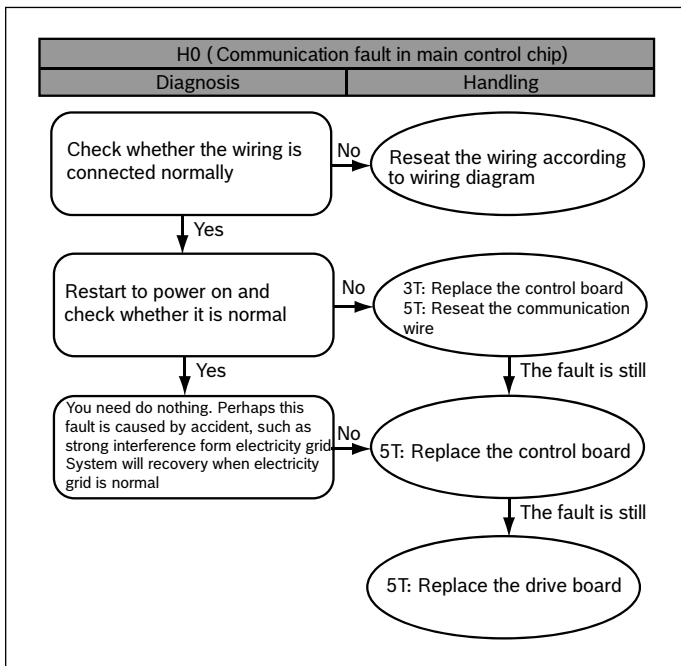 H0 ( Communication fault in main control chip)
Diagnosis
Handling
Check whether the wiring is
connected normally
No
Reseat the wiring according
to wiring diagram
Yes
Restart to power on and
check whether it is normal
No
3T: Replace the control board
5T: Reseat the communication
wire
Yes
The fault is still
You need do nothing. Perhaps this
fault is caused by accident, such as
strong interference form electricity grid
System will recovery when electricity
grid is normal
No
5T: Replace the control board
The fault is still
5T: Replace the drive board